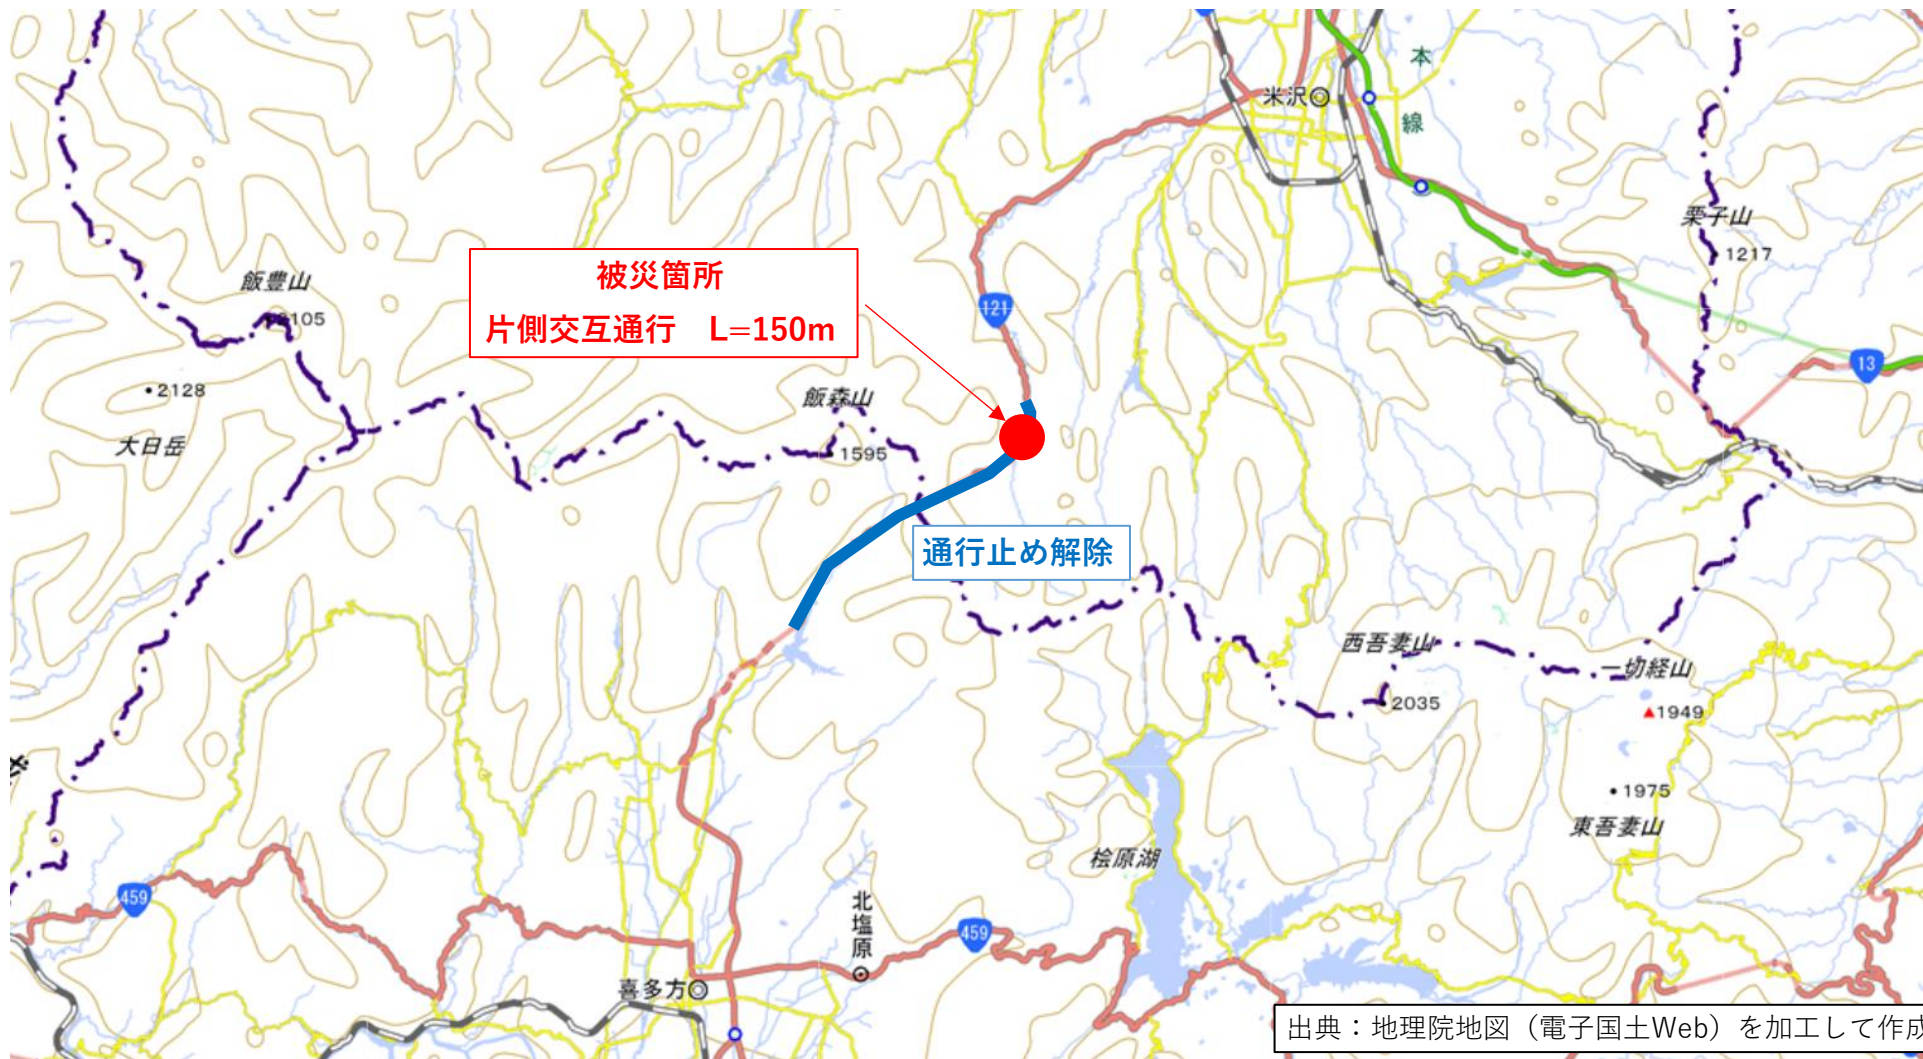 本線
米沢
栗子山
1217
飯豊山
2105
被災箇所
片側交互通行　L=150m
121
13
2128
大日岳
飯森山
1595
通行止め解除
西吾妻山
2035
一切経山
1949
1975
東吾妻山
桧原湖
459
北塩原
459
喜多方
出典：地理院地図（電子国土Web）を加工して作成